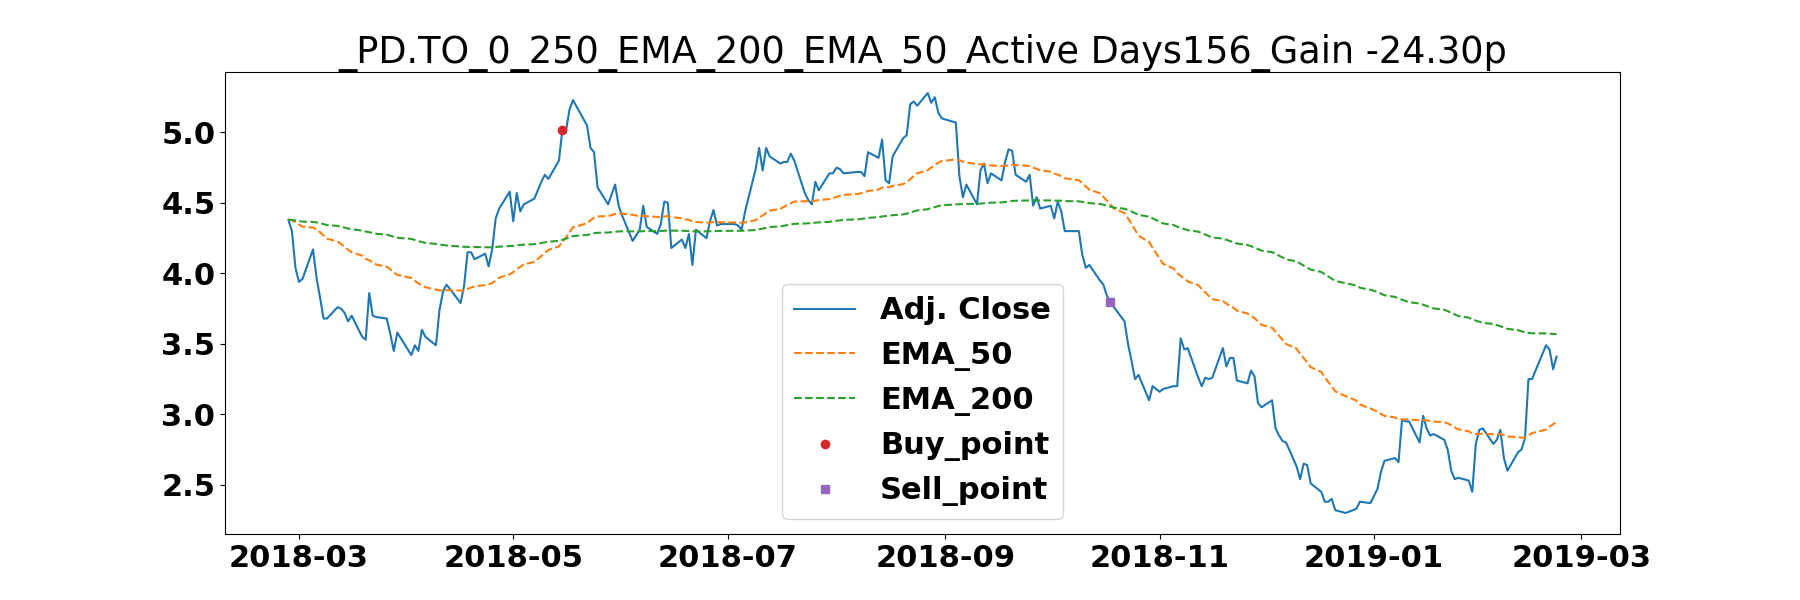 _PD.TO_0_250_EMA_200_EMA_50_Active Days156_Gain -24.30p
5.0
4.5
4.0
3.5
3.0
2.5
Adj. Close
EMA_50
EMA_200
Buy_point
Sell_point
2018-03 2018-05 2018-07 2018-09 2018-11 2019-01 2019-03